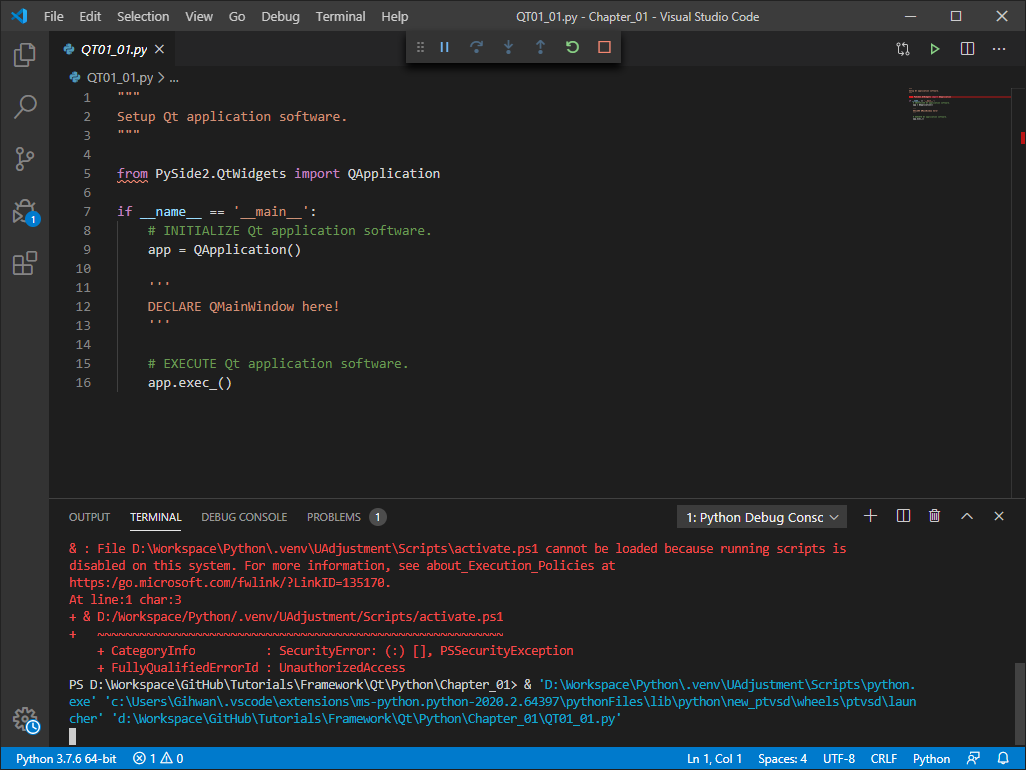 File Edit Selection View Go Debug Terminal Help QT01_01.py - Chapter_01 - Visual Studio Code
QT01_01.py
QT01_01.py > ...
1 """
2 Setup Qt application software.
3 """
4
5 from PySide2.QtWidgets import QApplication
6
7 if __name__ == '__main__':
8 # INITIALIZE Qt application software.
9 app = QApplication()
10
11 '''
12 DECLARE QMainWindow here!
13 '''
14
15 # EXECUTE Qt application software.
16 app.exec_()
1
OUTPUT TERMINAL DEBUG CONSOLE PROBLEMS 1 1: Python Debug Consc
& : File D:\Workspace\Python\.venv\UAdjustment\Scripts\activate.ps1 cannot be loaded because running scripts is
disabled on this system. For more information, see about_Execution_Policies at
https:/go.microsoft.com/fwlink/?LinkID=135170.
At line:1 char:3
+ & D:/Workspace/Python/.venv/UAdjustment/Scripts/activate.ps1
+   ~~~~~~~~~~~~~~~~~~~~~~~~~~~~~~~~~~~~~~~~~~~~~~~~~~~~~~~~~~
+ CategoryInfo          : SecurityError: (:) [], PSSecurityException
+ FullyQualifiedErrorId : UnauthorizedAccess
PS D:\Workspace\GitHub\Tutorials\Framework\Qt\Python\Chapter_01> & 'D:\Workspace\Python\.venv\UAdjustment\Scripts\python.
exe' 'c:\Users\Gihwan\.vscode\extensions\ms-python.python-2020.2.64397\pythonFiles\lib\python\new_ptvsd\wheels\ptvsd\laun
cher' 'd:\Workspace\GitHub\Tutorials\Framework\Qt\Python\Chapter_01\QT01_01.py'
Python 3.7.6 64-bit 1 0 Ln 1, Col 1 Spaces: 4 UTF-8 CRLF Python